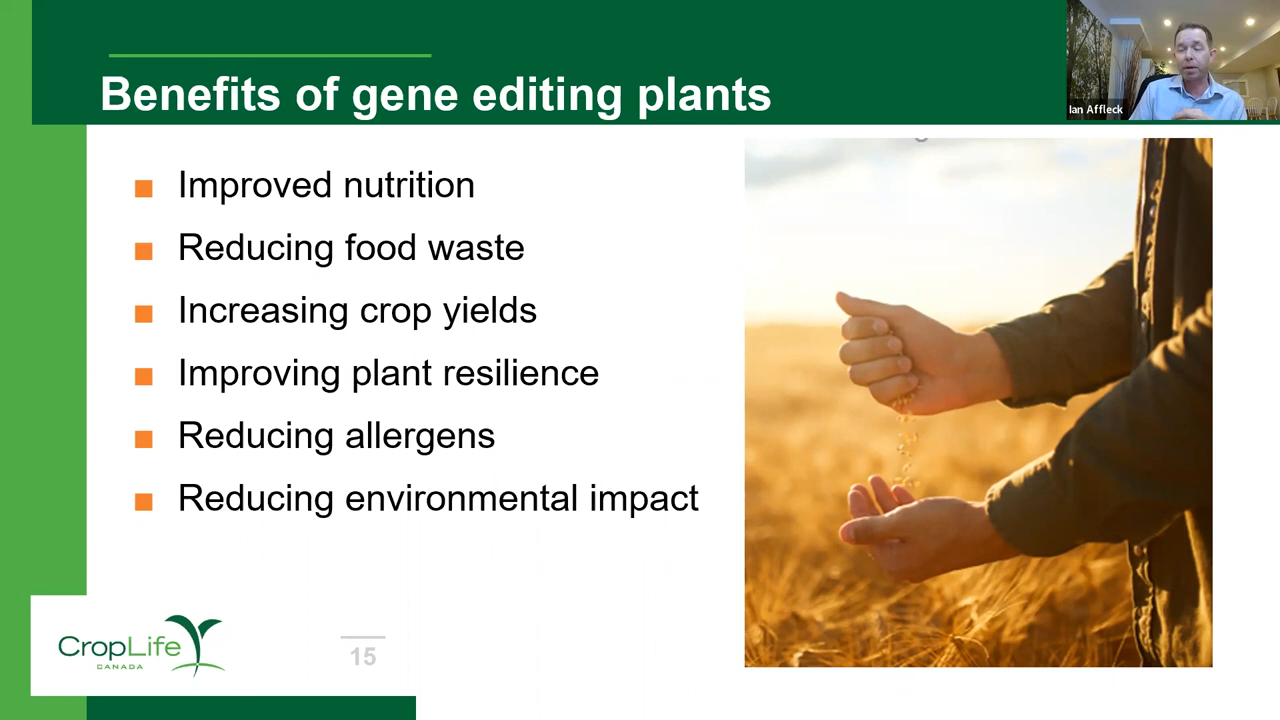 Benefits of gene editing plants
Ian Affleck
Improved nutrition
Reducing food waste
Increasing crop yields
Improving plant resilience
Reducing allergens
Reducing environmental impact
CropLife
CANADA
15